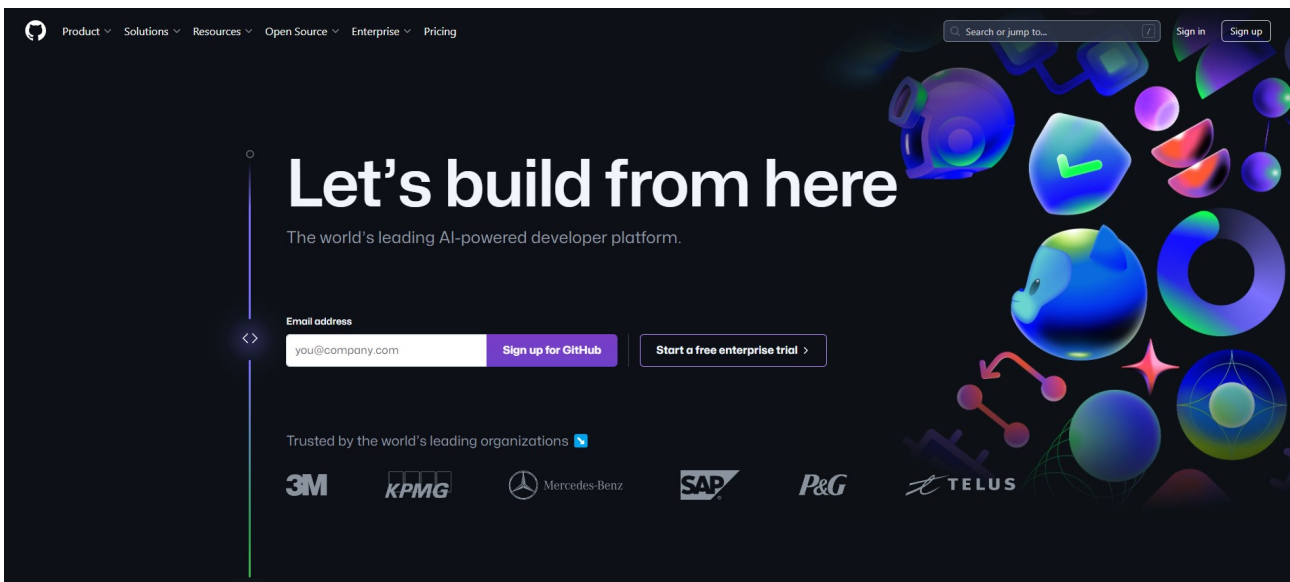 Product Solutions Resources Open Source Enterprise Pricing Search or jump to... / Sign in Sign up
Let’s build from here
The world’s leading AI-powered developer platform.
Email address
you@company.com Sign up for GitHub Start a free enterprise trial >
Trusted by the world’s leading organizations ↘️
3M KPMG Mercedes-Benz SAP P&G TELUS